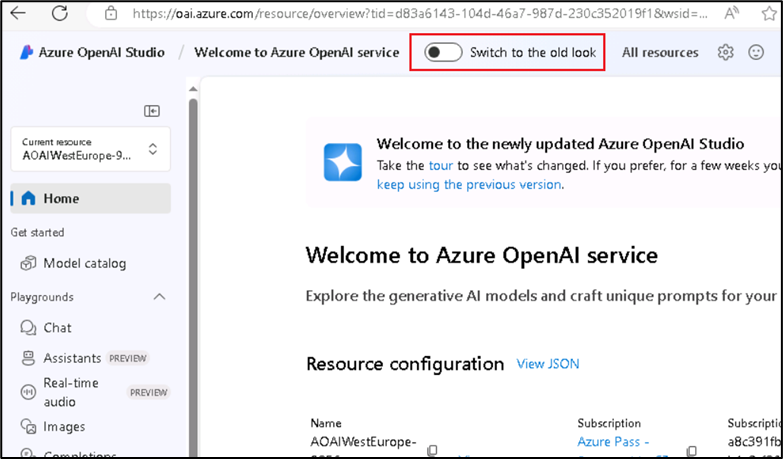 https://oai.azure.com/resource/overview?tid=d83a6143-104d-46a7-987d-230c352019f1&wsid=...
Azure OpenAI Studio / Welcome to Azure OpenAI service Switch to the old look All resources
Current resource
AOAIWestEurope-9...
Home
Get started
Model catalog
Playgrounds
Chat
Assistants PREVIEW
Real-time audio PREVIEW
Images
Completions
Welcome to the newly updated Azure OpenAI Studio
Take the tour to see what's changed. If you prefer, for a few weeks you
keep using the previous version.
Welcome to Azure OpenAI service
Explore the generative AI models and craft unique prompts for your
Resource configuration View JSON
Name
AOAIWestEurope-
Subscription
Azure Pass -
Subscripti
a8c391fb